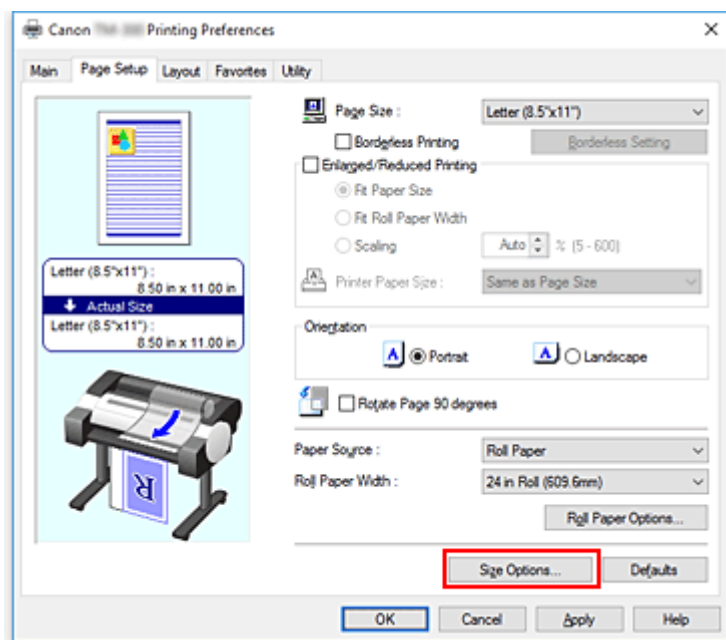 Canon Printing Preferences
Main Page Setup Layout Favorites Utility
Page Size : Letter (8.5"x11")
Borderless Printing Borderless Setting
Enlarged/Reduced Printing
Fit Paper Size
Fit Roll Paper Width
Scaling Auto % (5 - 600)
Printer Paper Size : Same as Page Size
Letter (8.5"x11") :
8.50 in x 11.00 in
Actual Size
Letter (8.5"x11") :
8.50 in x 11.00 in
Orientation
A Portrait A Landscape
Rotate Page 90 degrees
Paper Source : Roll Paper
Roll Paper Width : 24 in Roll (609.6mm)
Roll Paper Options...
R
Size Options... Defaults
OK Cancel Apply Help